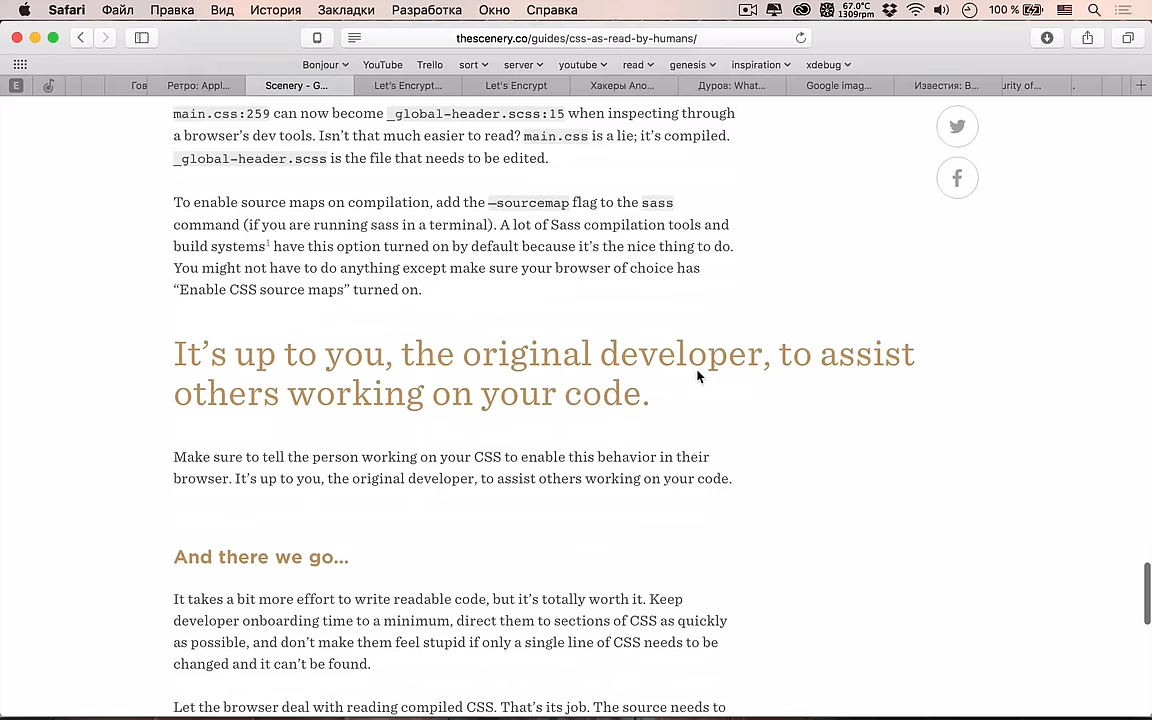 Safari Файл Правка Вид История Закладки Разработка Окно Справка 67.0°C 1309rpm 100 %
thescenery.co/guides/css-as-read-by-humans/
Bonjour YouTube Trello sort server youtube read genesis inspiration xdebug
E Гов Ретро: Appl... Scenery - G... Let's Encrypt... Let's Encrypt Хакеры Апо... Дуров: What... Google imag... Известия: В... urity of... .
main.css:259 can now become _global-header.scss:15 when inspecting through
a browser's dev tools. Isn't that much easier to read? main.css is a lie; it's compiled.
_global-header.scss is the file that needs to be edited.
To enable source maps on compilation, add the —sourcemap flag to the sass
command (if you are running sass in a terminal). A lot of Sass compilation tools and
build systems1 have this option turned on by default because it's the nice thing to do.
You might not have to do anything except make sure your browser of choice has
“Enable CSS source maps” turned on.
It's up to you, the original developer, to assist
others working on your code.
Make sure to tell the person working on your CSS to enable this behavior in their
browser. It's up to you, the original developer, to assist others working on your code.
And there we go...
It takes a bit more effort to write readable code, but it's totally worth it. Keep
developer onboarding time to a minimum, direct them to sections of CSS as quickly
as possible, and don't make them feel stupid if only a single line of CSS needs to be
changed and it can't be found.
Let the browser deal with reading compiled CSS. That's its job. The source needs to